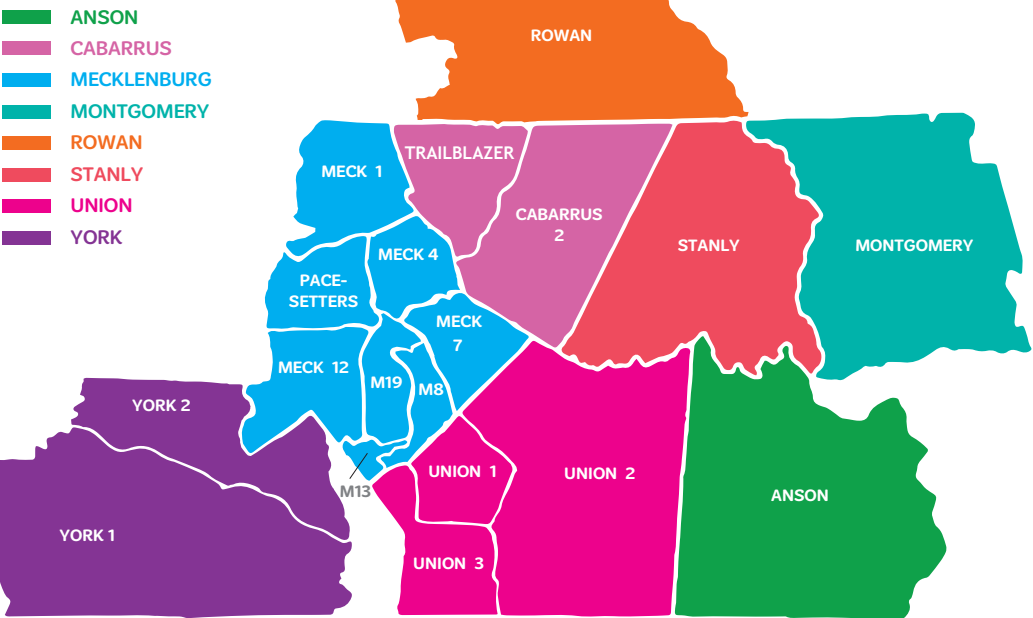 ANSON
CABARRUS
MECKLENBURG
MONTGOMERY
ROWAN
STANLY
UNION
YORK
ROWAN
TRAILBLAZER
MECK 1
CABARRUS
2
STANLY
MONTGOMERY
MECK 4
PACE-
SETTERS
MECK
7
MECK 12
M19
M8
YORK 2
UNION 1
UNION 2
M13
ANSON
YORK 1
UNION 3